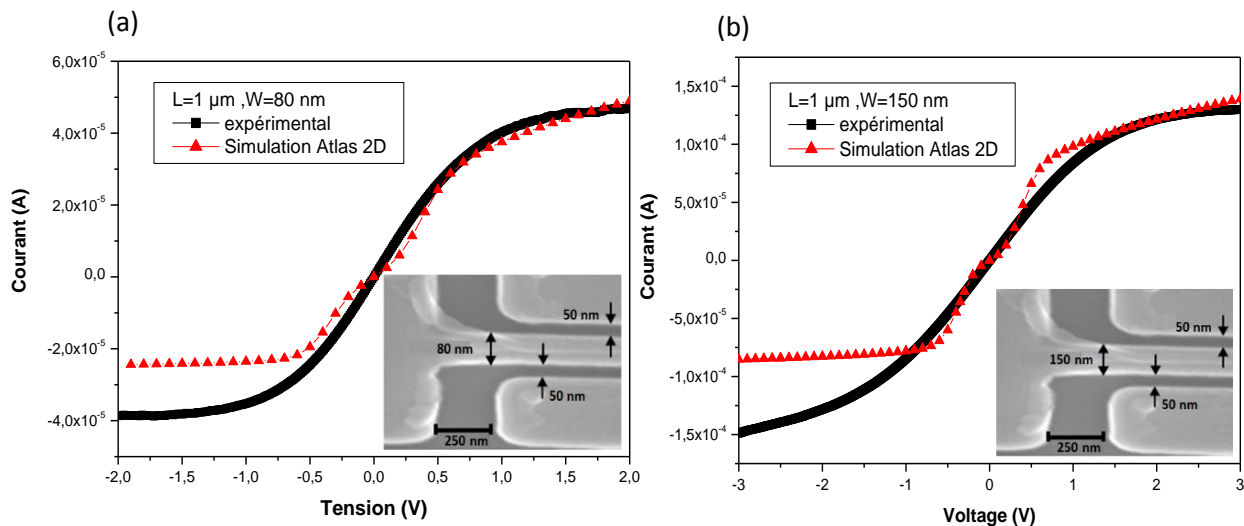 (a)
6,0x10⁻⁵
4,0x10⁻⁵
2,0x10⁻⁵
0,0
-2,0x10⁻⁵
-4,0x10⁻⁵
Courant (A)
L=1 µm ,W=80 nm
expérimental
Simulation Atlas 2D
50 nm
80 nm
50 nm
250 nm
-2,0 -1,5 -1,0 -0,5 0,0 0,5 1,0 1,5 2,0
Tension (V)
(b)
1,5x10⁻⁴
1,0x10⁻⁴
5,0x10⁻⁵
0,0
-5,0x10⁻⁵
-1,0x10⁻⁴
-1,5x10⁻⁴
Courant (A)
L=1 µm ,W=150 nm
expérimental
Simulation Atlas 2D
50 nm
150 nm
50 nm
250 nm
-3 -2 -1 0 1 2 3
Voltage (V)